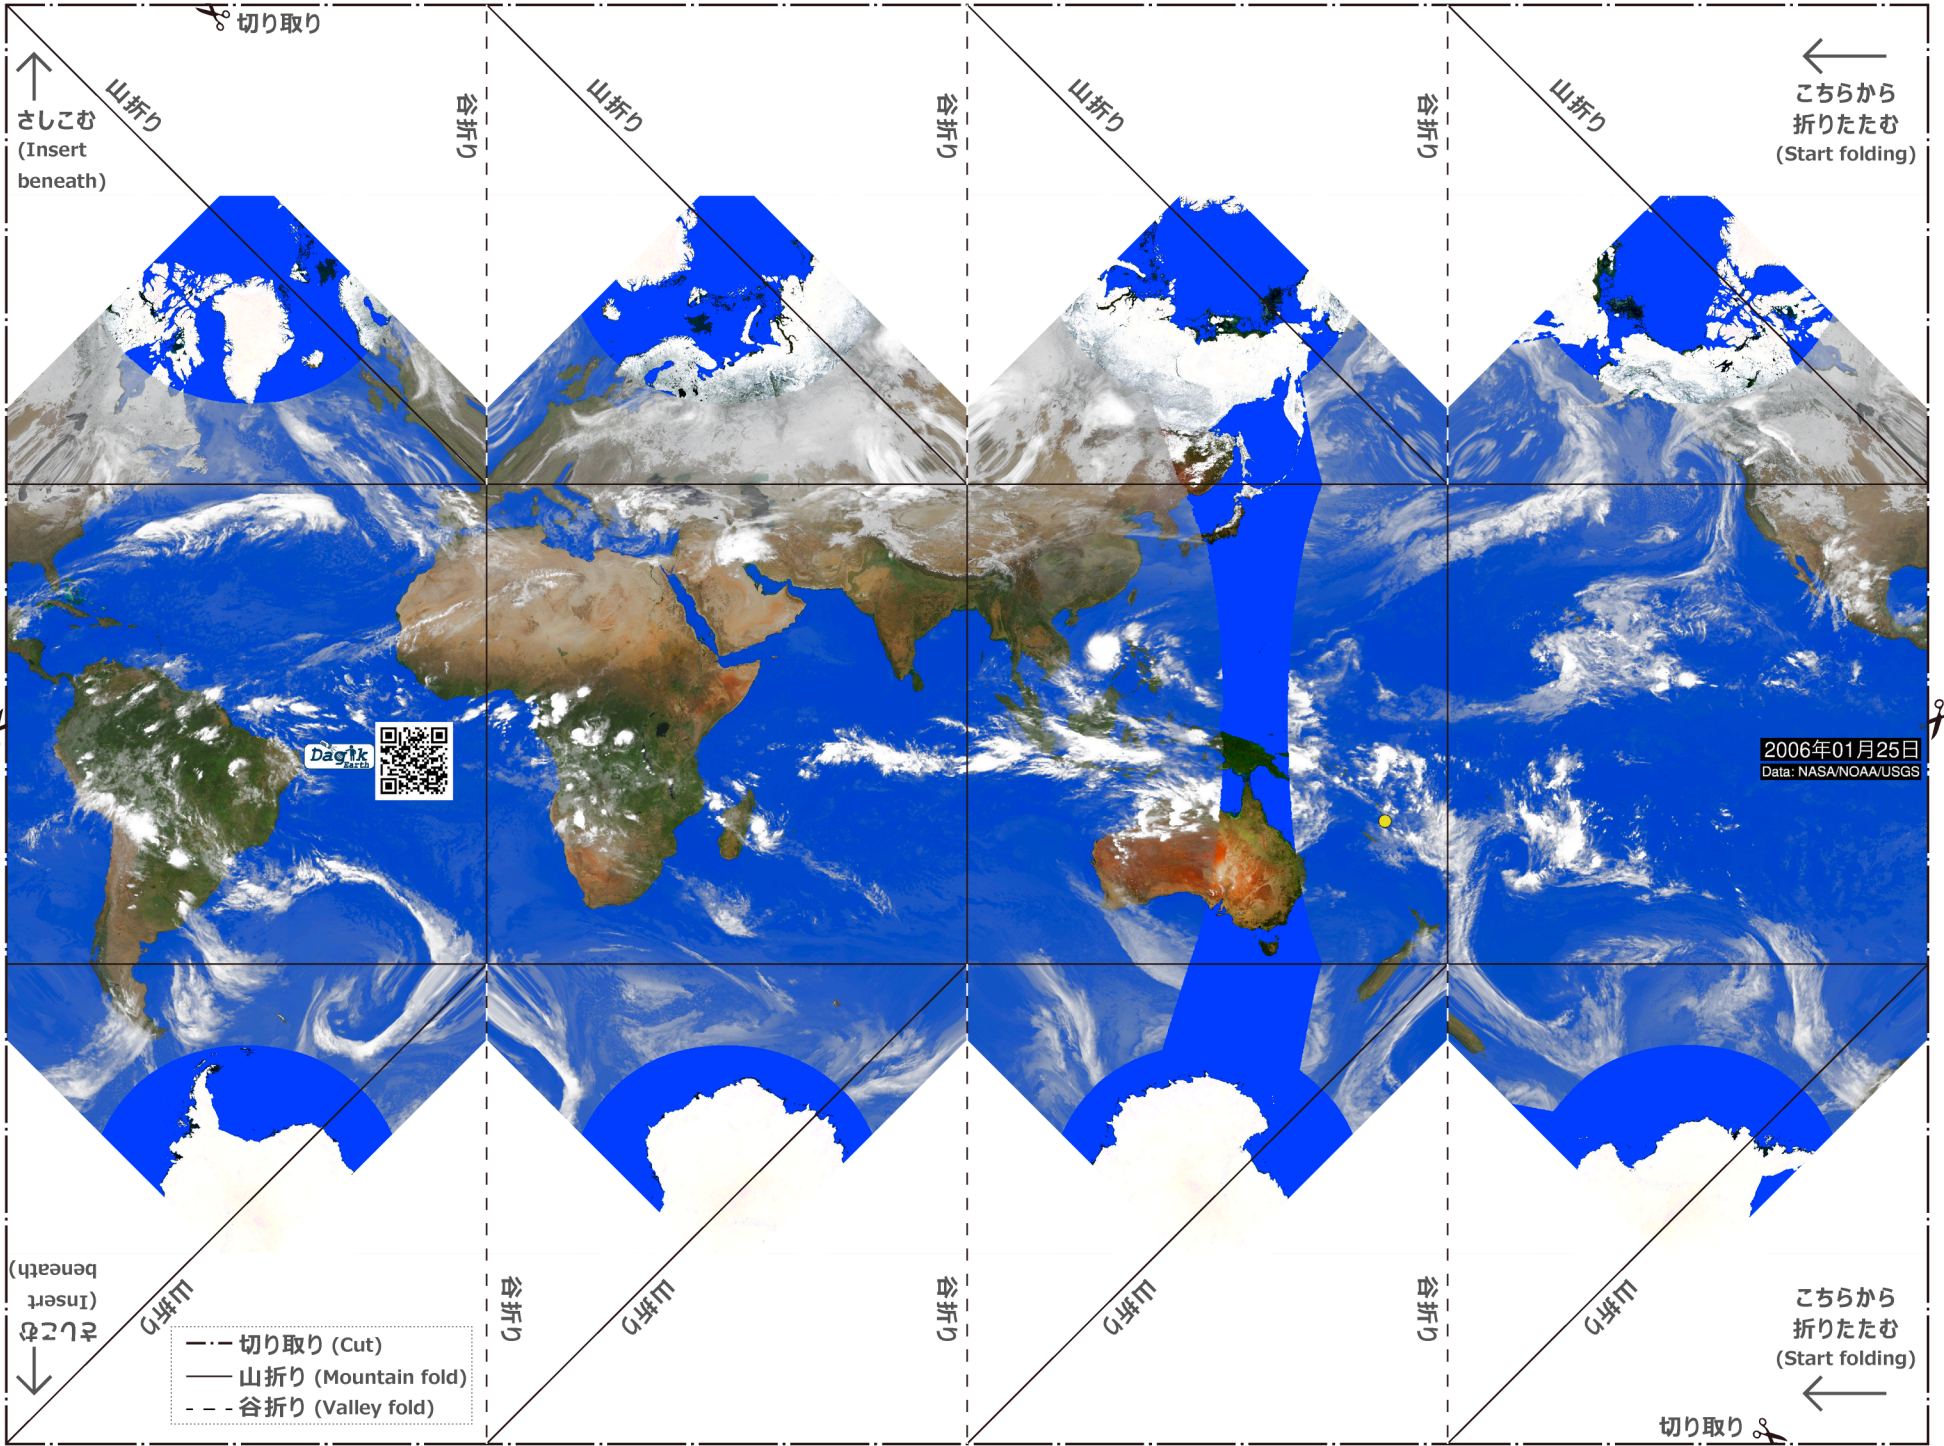 切り取り
山折り
谷折り
山折り
谷折り
山折り
谷折り
山折り
さしこむ
(Insert
beneath)
こちらから
折りたたむ
(Start folding)
Dagik
Earth
2006年01月25日
Data: NASA/NOAA/USGS
さしこむ
(Insert
beneath)
山折り
谷折り
山折り
谷折り
山折り
谷折り
山折り
こちらから
折りたたむ
(Start folding)
切り取り (Cut)
山折り (Mountain fold)
谷折り (Valley fold)
切り取り